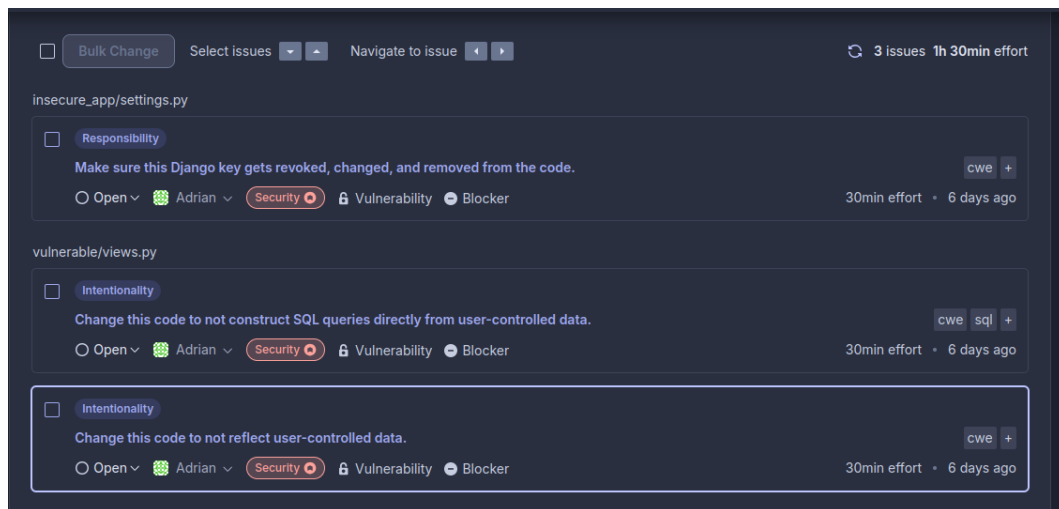 Bulk Change Select issues Navigate to issue 3 issues 1h 30min effort
insecure_app/settings.py
Responsibility
Make sure this Django key gets revoked, changed, and removed from the code. cwe +
Open Adrian Security Vulnerability Blocker 30min effort • 6 days ago
vulnerable/views.py
Intentionality
Change this code to not construct SQL queries directly from user-controlled data. cwe sql +
Open Adrian Security Vulnerability Blocker 30min effort • 6 days ago
Intentionality
Change this code to not reflect user-controlled data. cwe +
Open Adrian Security Vulnerability Blocker 30min effort • 6 days ago